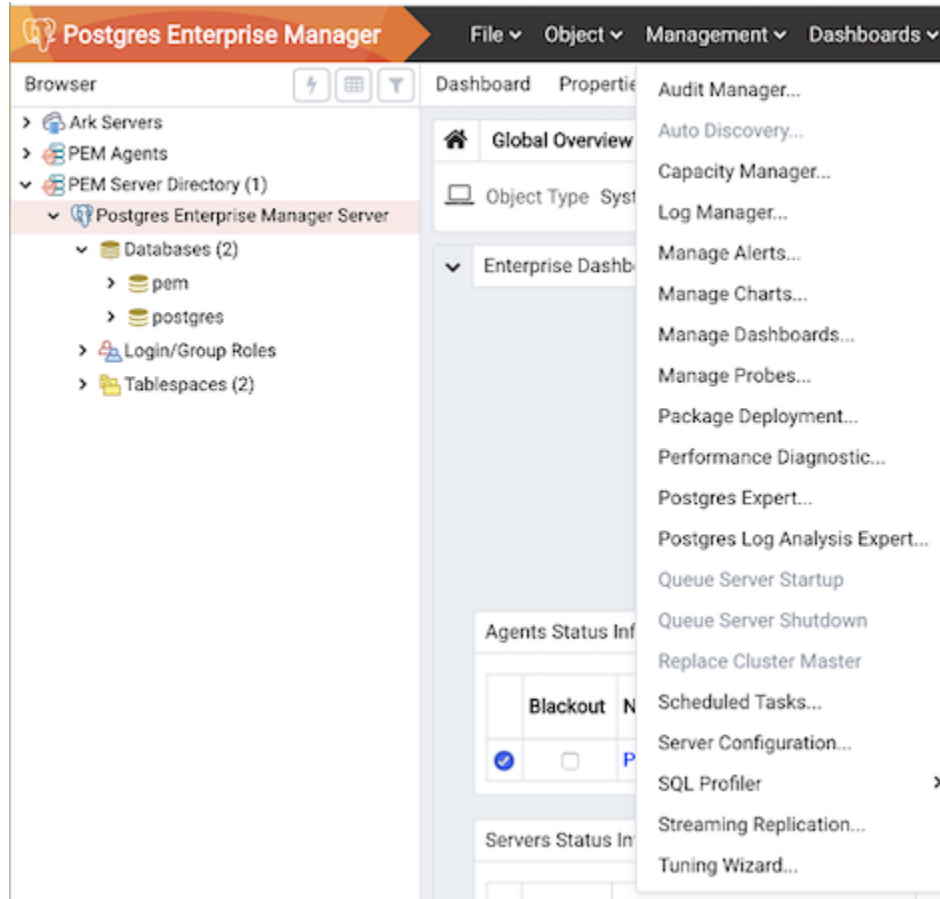 Postgres Enterprise Manager
File Object Management Dashboards
Browser
Ark Servers
PEM Agents
PEM Server Directory (1)
Postgres Enterprise Manager Server
Databases (2)
pem
postgres
Login/Group Roles
Tablespaces (2)
Dashboard Propertie
Global Overview
Object Type Syst
Enterprise Dashb
Agents Status Inf
Blackout N
P
Servers Status In
Audit Manager...
Auto Discovery...
Capacity Manager...
Log Manager...
Manage Alerts...
Manage Charts...
Manage Dashboards...
Manage Probes...
Package Deployment...
Performance Diagnostic...
Postgres Expert...
Postgres Log Analysis Expert...
Queue Server Startup
Queue Server Shutdown
Replace Cluster Master
Scheduled Tasks...
Server Configuration...
SQL Profiler
Streaming Replication...
Tuning Wizard...